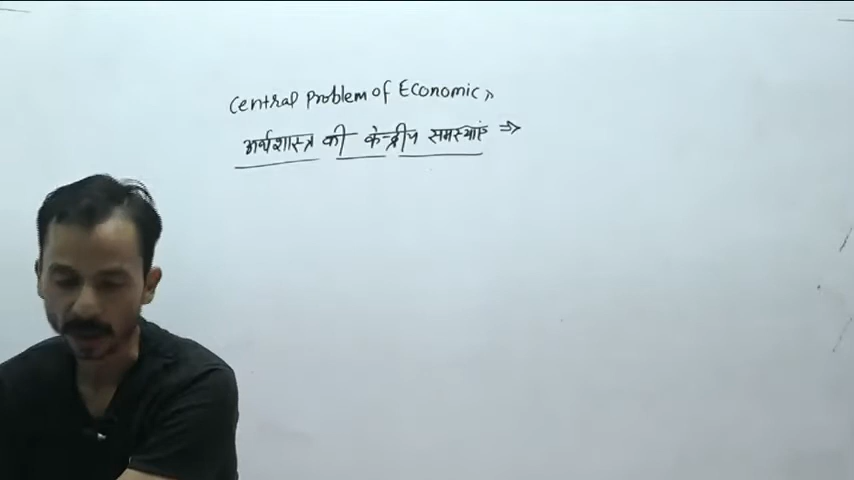 Central Problem of Economic,
अर्थशास्त्र की केन्द्रीय समस्याएं ⇒